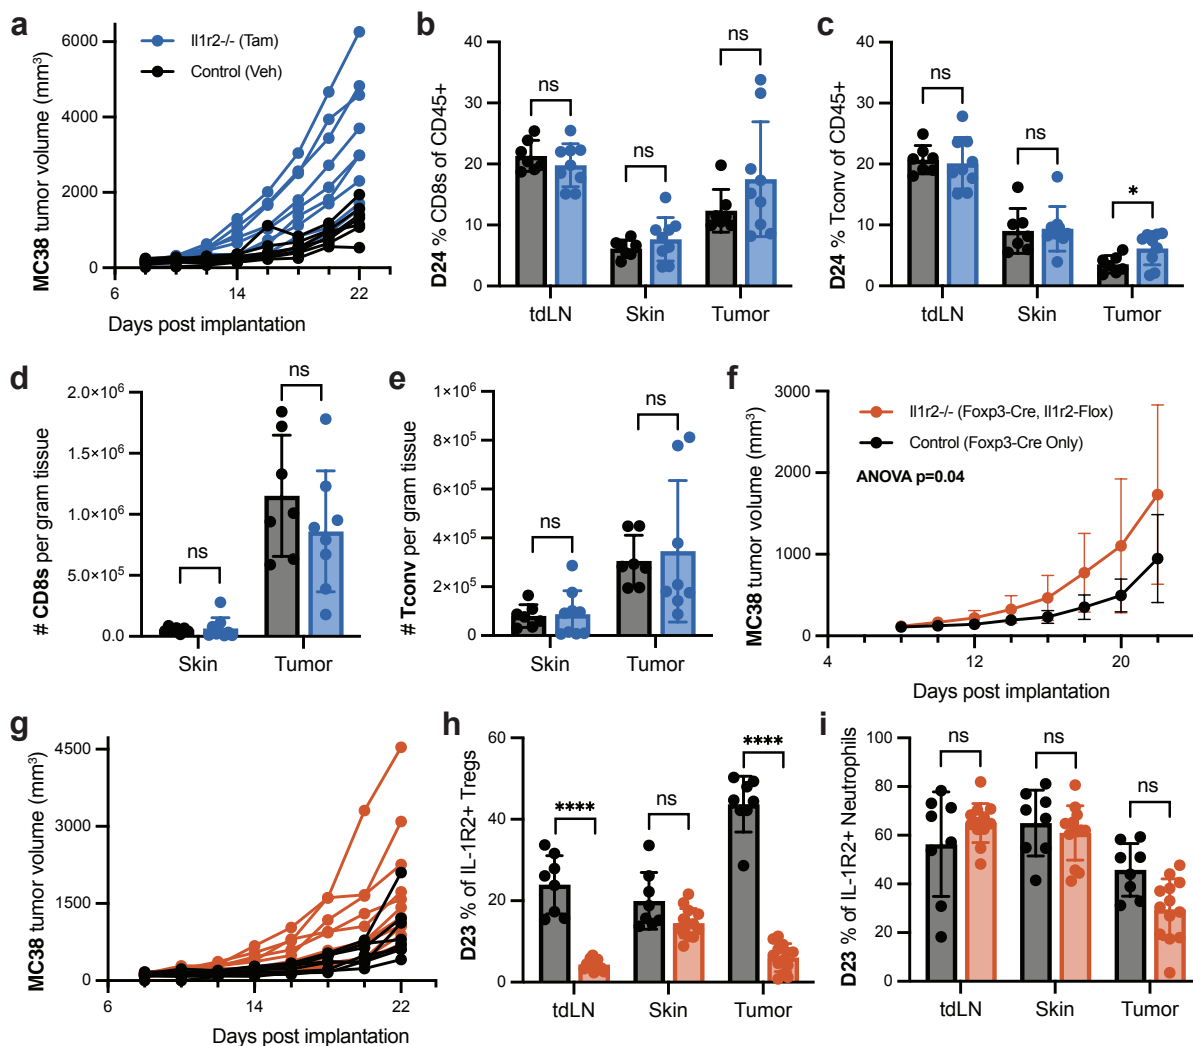 a
MC38 tumor volume (mm³)
6000
4000
2000
0
6
14
22
Days post implantation
Il1r2-/- (Tam)
Control (Veh)
b
D24 % CD8s of CD45+
40
30
20
10
0
ns
ns
ns
tdLN
Skin
Tumor
c
D24 % Tconv of CD45+
40
30
20
10
0
ns
ns
*
tdLN
Skin
Tumor
d
# CD8s per gram tissue
2.0×10⁶
1.5×10⁶
1.0×10⁶
5.0×10⁵
0.0
ns
ns
Skin
Tumor
e
# Tconv per gram tissue
1×10⁶
8×10⁵
6×10⁵
4×10⁵
2×10⁵
0
ns
ns
Skin
Tumor
f
MC38 tumor volume (mm³)
3000
2000
1000
0
4
12
20
Days post implantation
Il1r2-/- (Foxp3-Cre, Il1r2-Flox)
Control (Foxp3-Cre Only)
ANOVA p=0.04
g
MC38 tumor volume (mm³)
4500
3000
1500
0
6
14
22
Days post implantation
h
D23 % of IL-1R2+ Tregs
60
40
20
0
****
ns
****
tdLN
Skin
Tumor
i
D23 % of IL-1R2+ Neutrophils
100
80
60
40
20
0
ns
ns
ns
tdLN
Skin
Tumor